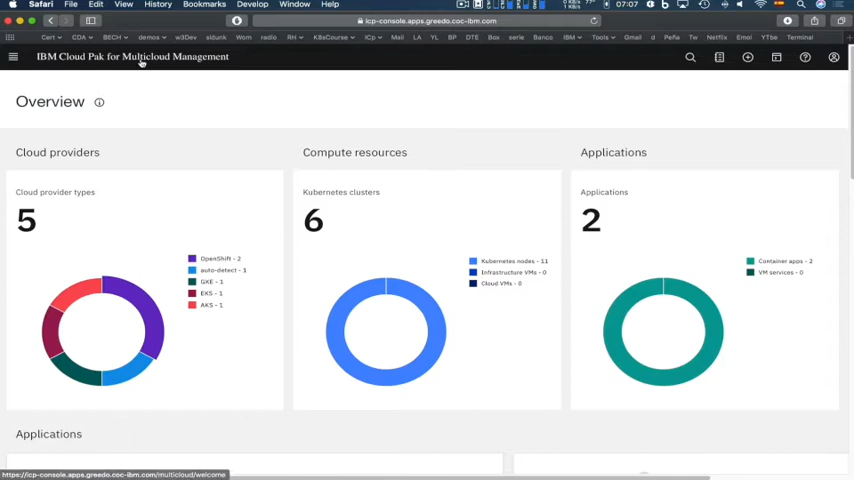 Safari File Edit View History Bookmarks Develop Window Help 07:07
icp-console.apps.greedo.coc-ibm.com
Cert CDA BECH demos w3Dev sldunk Wom radio RH K8sCourse ICp Mail LA YL BP DTE Box serie Banco IBM Tools Gmail d Peña Tw Netflix Emoi YTbe Terminal
IBM Cloud Pak for Multicloud Management
Overview
Cloud providers
Compute resources
Applications
Cloud provider types
5
OpenShift - 2
auto-detect - 1
GKE - 1
EKS - 1
AKS - 1
Kubernetes clusters
6
Kubernetes nodes - 11
Infrastructure VMs - 0
Cloud VMs - 0
Applications
2
Container apps - 2
VM services - 0
Applications
https://icp-console.apps.greedo.coc-ibm.com/multicloud/welcome